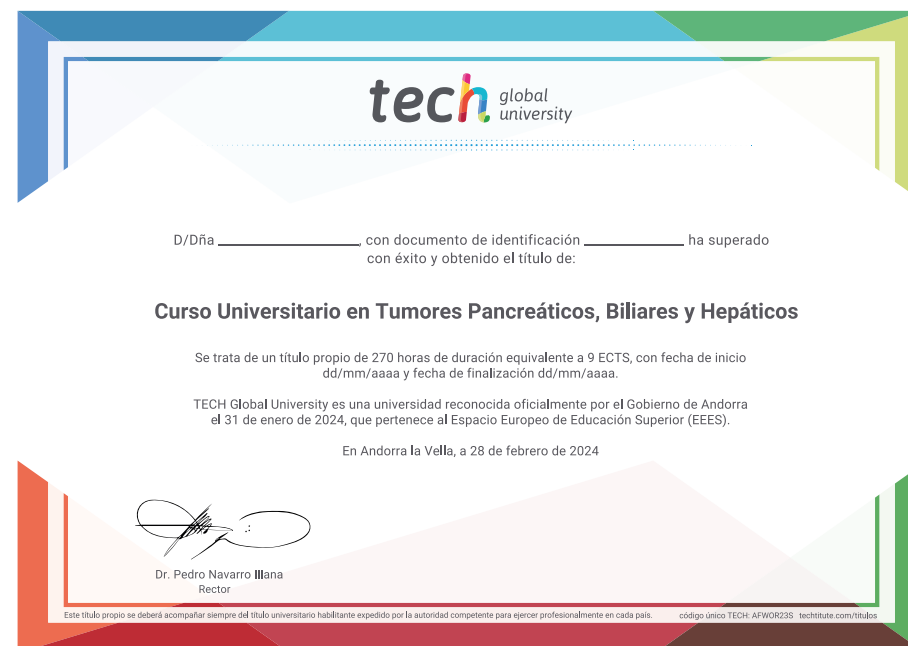 tech global university
D/Dña __________________, con documento de identificación _____________ ha superado
con éxito y obtenido el título de:
Curso Universitario en Tumores Pancreáticos, Biliares y Hepáticos
Se trata de un título propio de 270 horas de duración equivalente a 9 ECTS, con fecha de inicio
dd/mm/aaaa y fecha de finalización dd/mm/aaaa.
TECH Global University es una universidad reconocida oficialmente por el Gobierno de Andorra
el 31 de enero de 2024, que pertenece al Espacio Europeo de Educación Superior (EEES).
En Andorra la Vella, a 28 de febrero de 2024
Dr. Pedro Navarro Illana
Rector
Este título propio se deberá acompañar siempre del título universitario habilitante expedido por la autoridad competente para ejercer profesionalmente en cada país. código único TECH: AFWOR23S techtitute.com/titulos